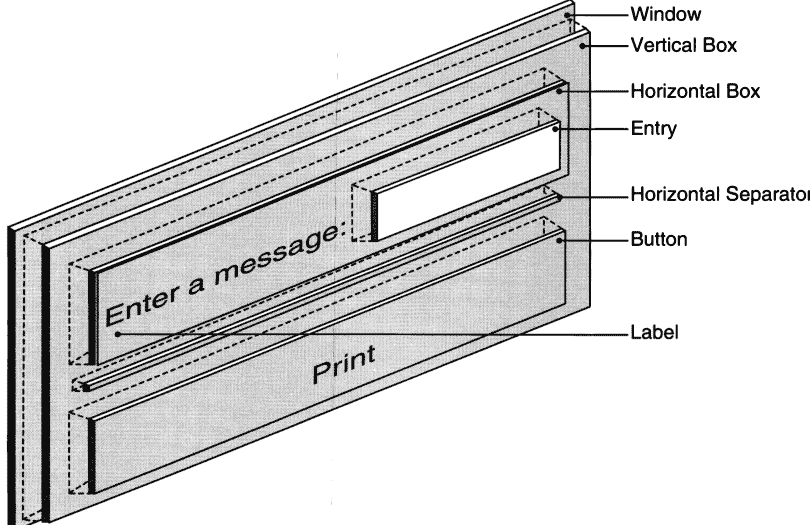 Window
Vertical Box
Horizontal Box
Entry
Horizontal Separator
Enter a message:
Button
Label
Print